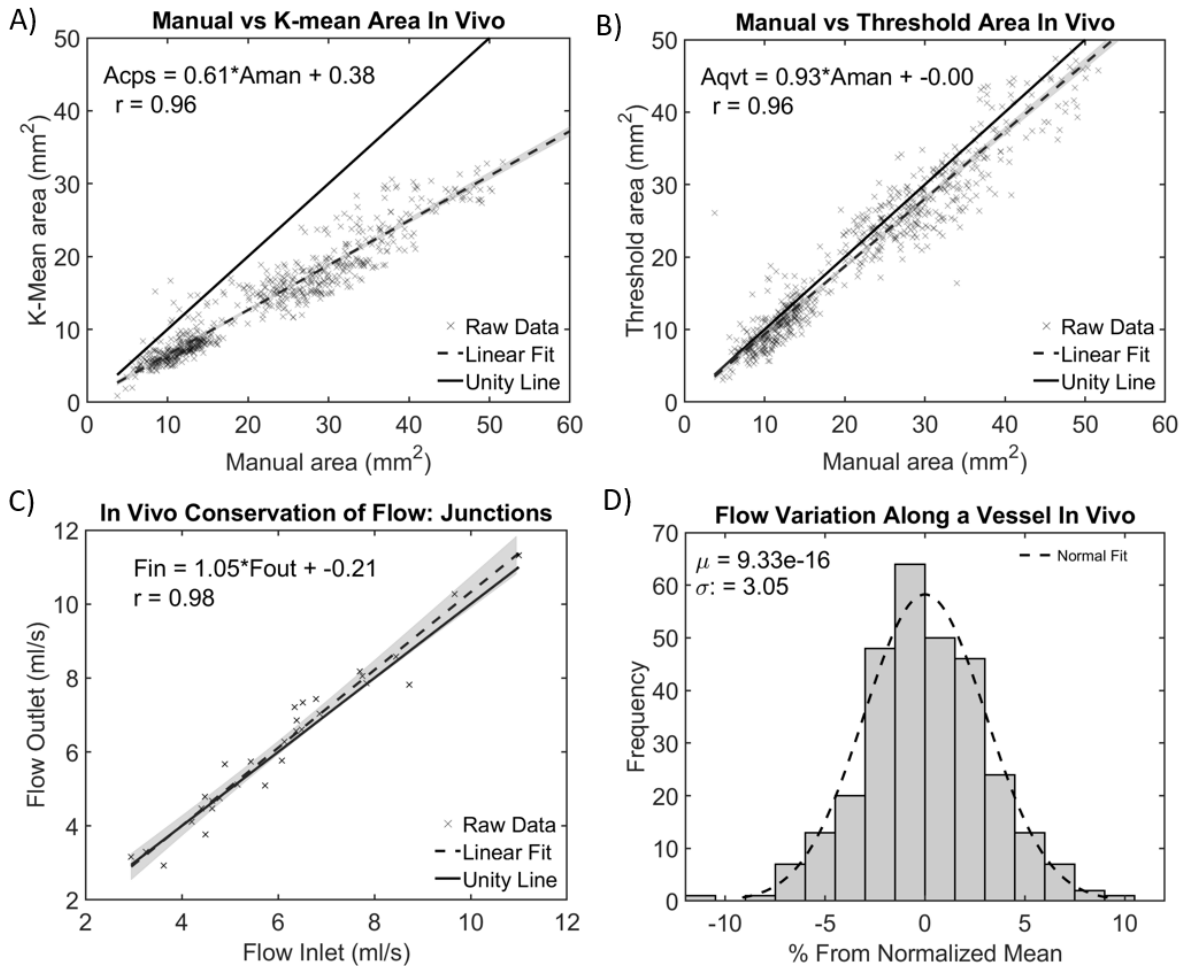 A)
Manual vs K-mean Area In Vivo
Acps = 0.61*Aman + 0.38
r = 0.96
K-Mean area (mm²)
50
40
30
20
10
0
Raw Data
Linear Fit
Unity Line
0 10 20 30 40 50 60
Manual area (mm²)
B)
Manual vs Threshold Area In Vivo
Aqvt = 0.93*Aman + -0.00
r = 0.96
Threshold area (mm²)
50
40
30
20
10
0
Raw Data
Linear Fit
Unity Line
0 10 20 30 40 50 60
Manual area (mm²)
C)
In Vivo Conservation of Flow: Junctions
Fin = 1.05*Fout + -0.21
r = 0.98
Flow Outlet (ml/s)
12
10
8
6
4
2
Raw Data
Linear Fit
Unity Line
2 4 6 8 10 12
Flow Inlet (ml/s)
D)
Flow Variation Along a Vessel In Vivo
μ = 9.33e-16
σ: = 3.05
Normal Fit
Frequency
70
60
50
40
30
20
10
0
-10 -5 0 5 10
% From Normalized Mean